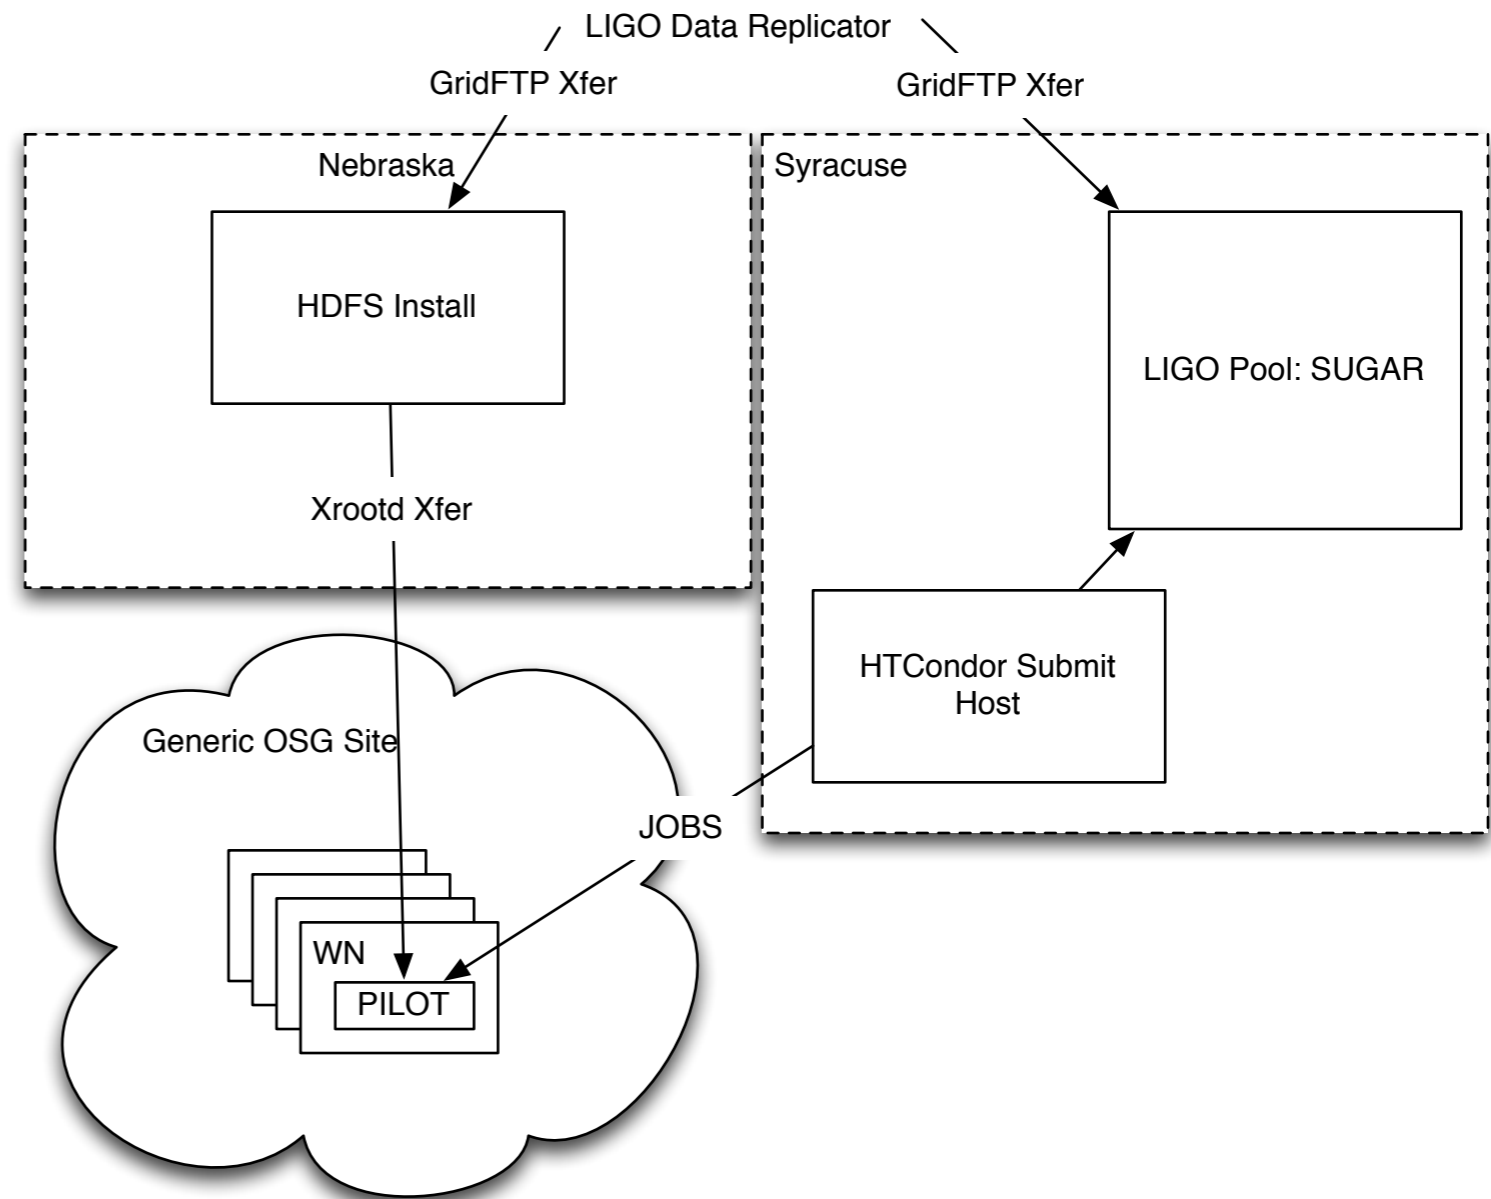 LIGO Data Replicator
GridFTP Xfer
GridFTP Xfer
Nebraska
Syracuse
HDFS Install
LIGO Pool: SUGAR
Xrootd Xfer
HTCondor Submit
Host
Generic OSG Site
JOBS
WN
PILOT